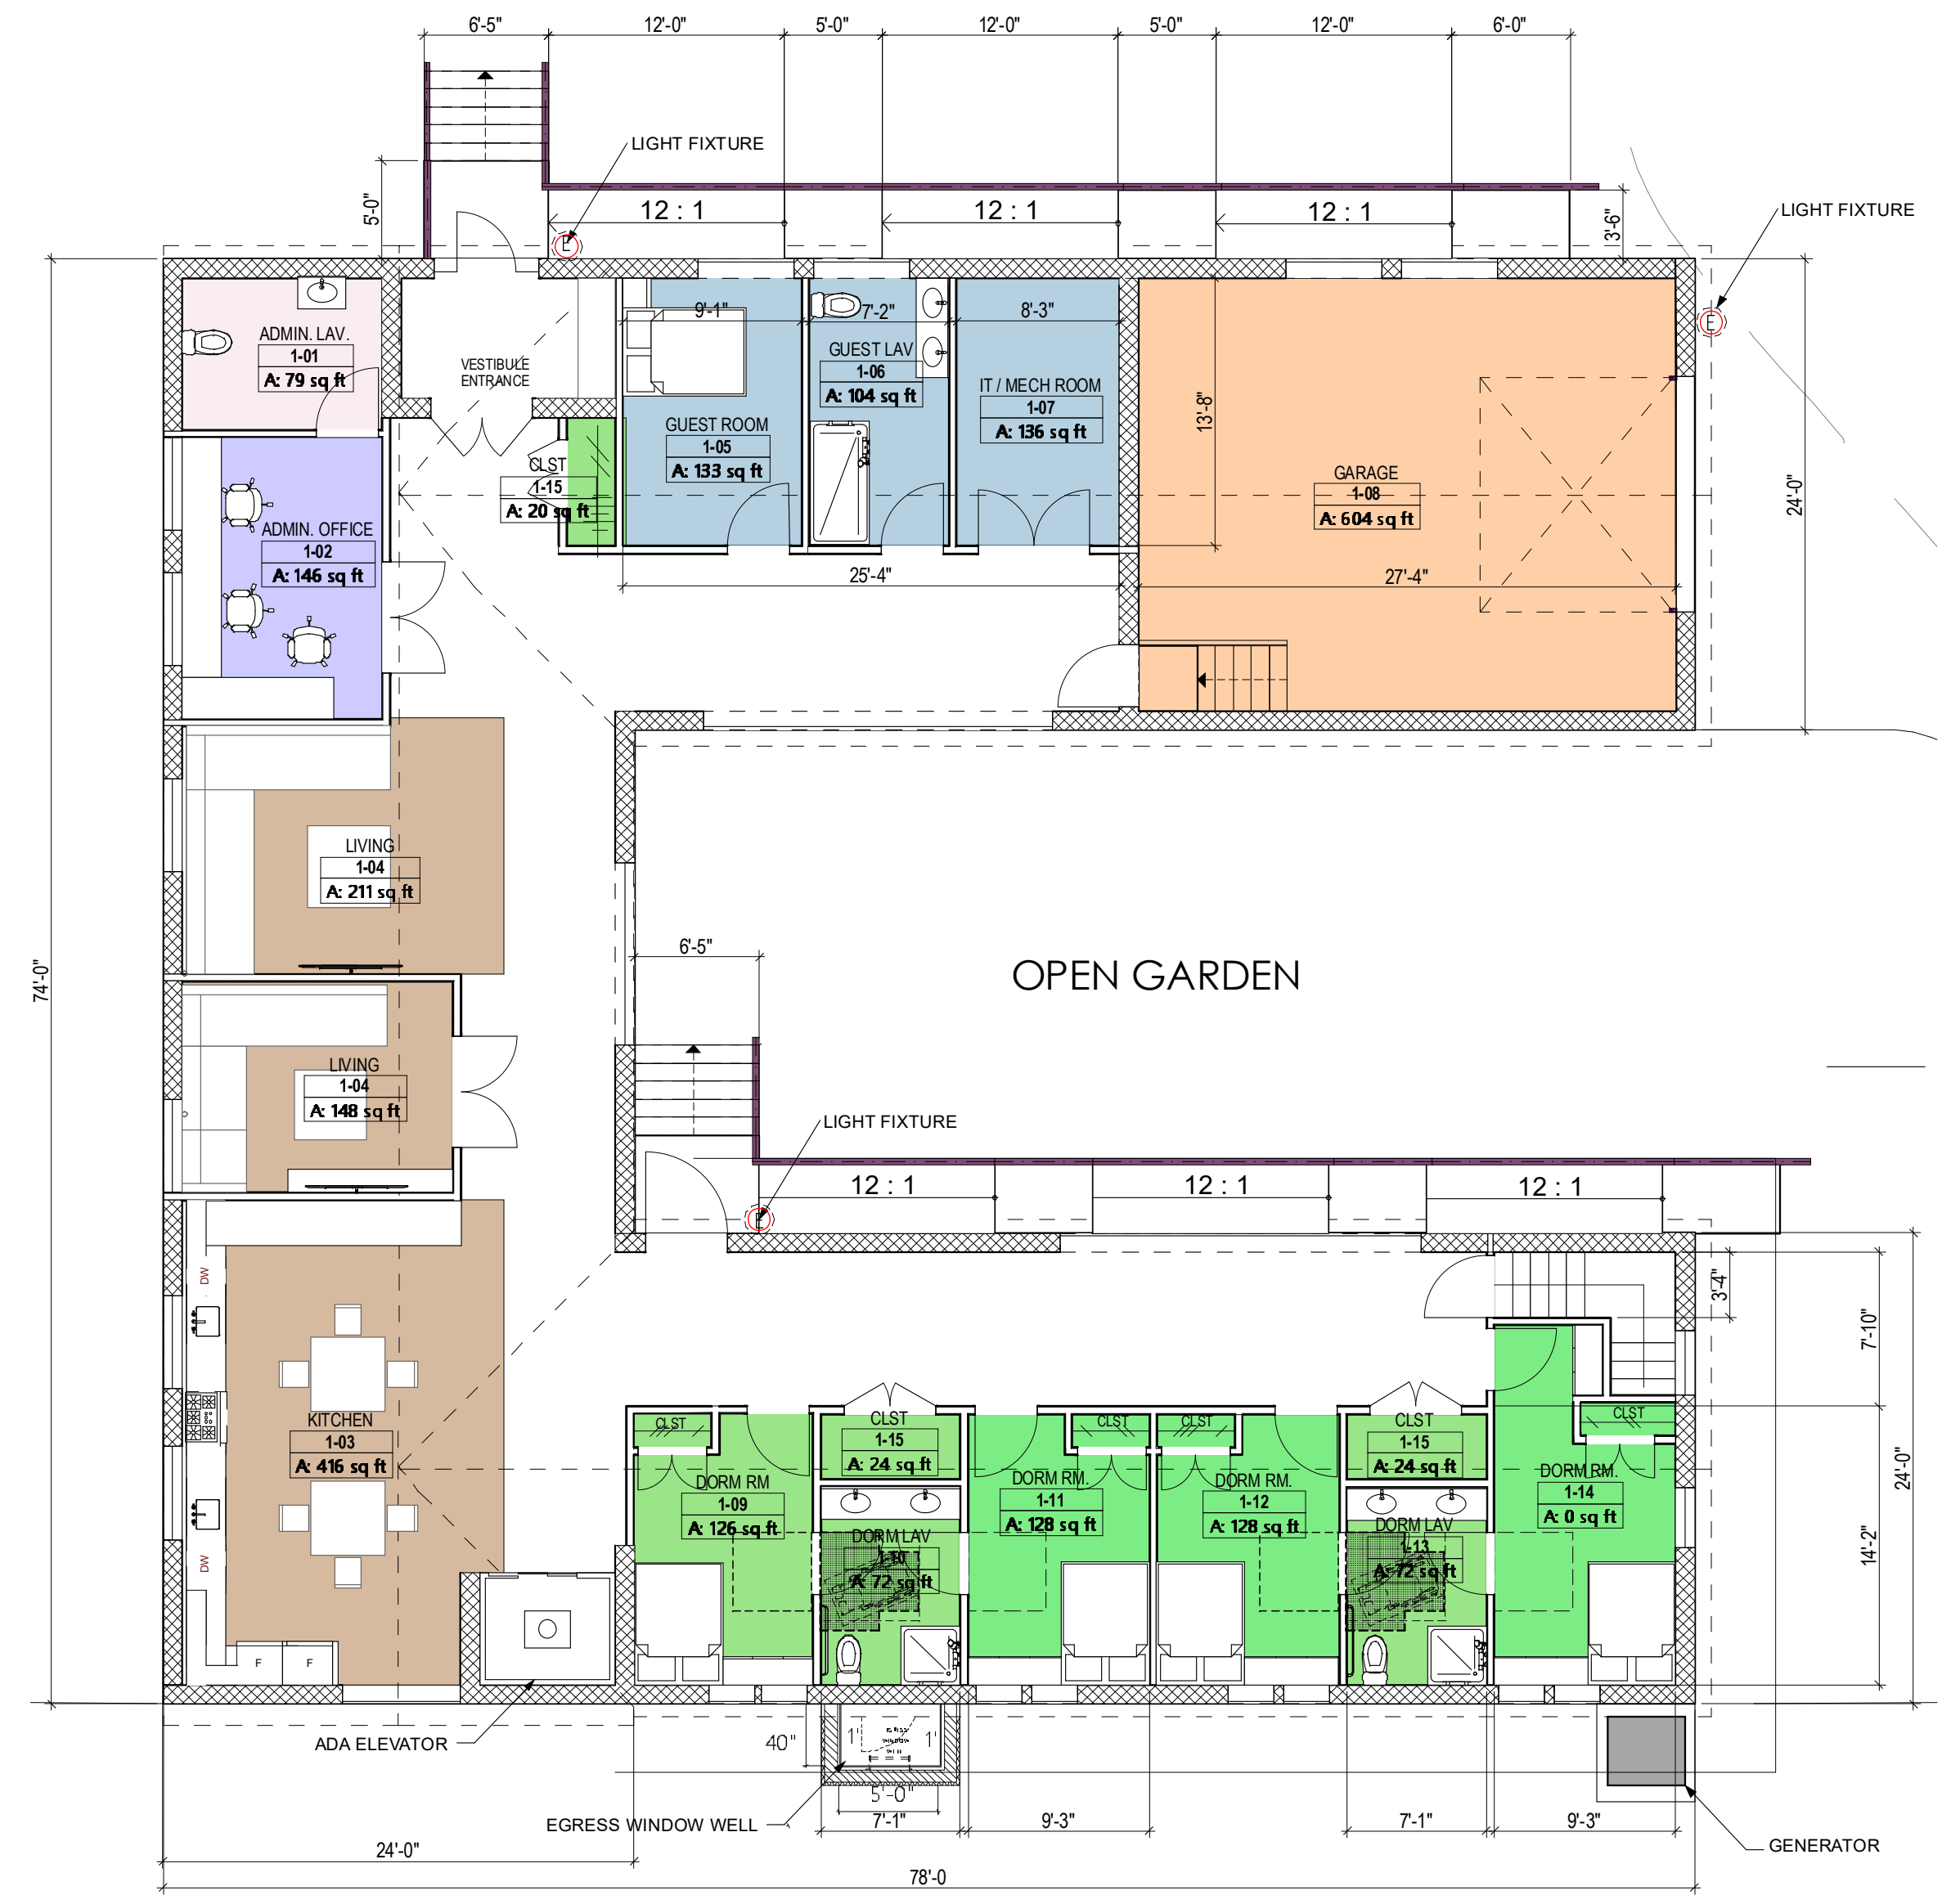 6'-5"
12'-0"
5'-0"
12'-0"
5'-0"
12'-0"
6'-0"
LIGHT FIXTURE
5'-0"
12 : 1
12 : 1
12 : 1
3'-6"
LIGHT FIXTURE
E
E
ADMIN. LAV.
1-01
A: 79 sq ft
VESTIBULE
ENTRANCE
9'-1"
7'-2"
8'-3"
GUEST LAV
1-06
A: 104 sq ft
IT / MECH ROOM
1-07
A: 136 sq ft
GUEST ROOM
1-05
A: 133 sq ft
13'-8"
CLST
1-15
A: 20 sq ft
GARAGE
1-08
A: 604 sq ft
24'-0"
ADMIN. OFFICE
1-02
A: 146 sq ft
25'-4"
27'-4"
LIVING
1-04
A: 211 sq ft
74'-0"
6'-5"
OPEN GARDEN
LIVING
1-04
A: 148 sq ft
LIGHT FIXTURE
12 : 1
12 : 1
12 : 1
E
DW
3'-4"
7'-10"
KITCHEN
1-03
A: 416 sq ft
CLST
CLST
1-15
A: 24 sq ft
CLST
CLST
CLST
1-15
A: 24 sq ft
CLST
DORM RM
1-09
A: 126 sq ft
DORM RM.
1-11
A: 128 sq ft
DORM RM.
1-12
A: 128 sq ft
DORM RM.
1-14
A: 0 sq ft
24'-0"
DORM LAV
1-10
A: 72 sq ft
DORM LAV
1-13
A: 72 sq ft
14'-2"
DW
F
F
ADA ELEVATOR
40"
1'
1'
5'-0"
EGRESS WINDOW WELL
7'-1"
9'-3"
7'-1"
9'-3"
GENERATOR
24'-0"
78'-0